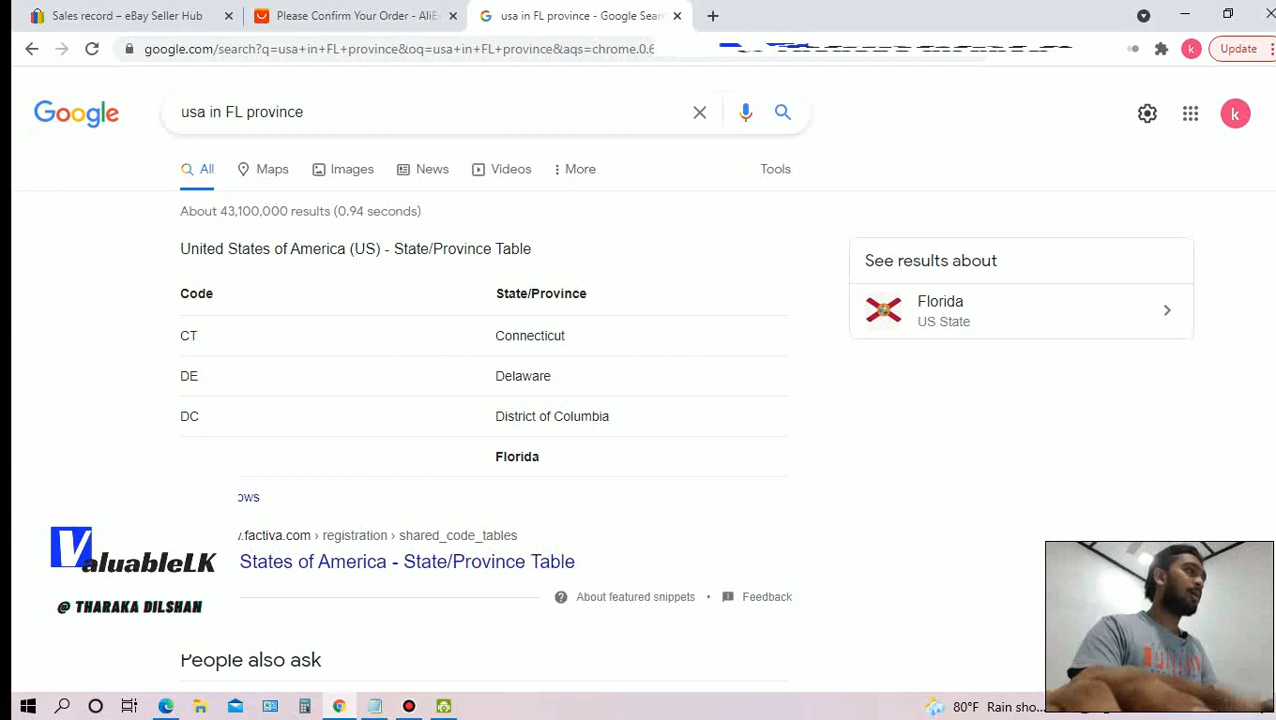 Sales record – eBay Seller Hub
Please Confirm Your Order - AliE
usa in FL province - Google Sear
google.com/search?q=usa+in+FL+province&oq=usa+in+FL+province&aqs=chrome.0.6
k
Update
Google
usa in FL province
k
All
Maps
Images
News
Videos
More
Tools
About 43,100,000 results (0.94 seconds)
United States of America (US) - State/Province Table
See results about
Code State/Province
Florida
US State
CT Connecticut
DE Delaware
DC District of Columbia
Florida
ows
v.factiva.com › registration › shared_code_tables
States of America - State/Province Table
ValuableLK
@ THARAKA DILSHAN
About featured snippets • Feedback
People also ask
80°F Rain sho...